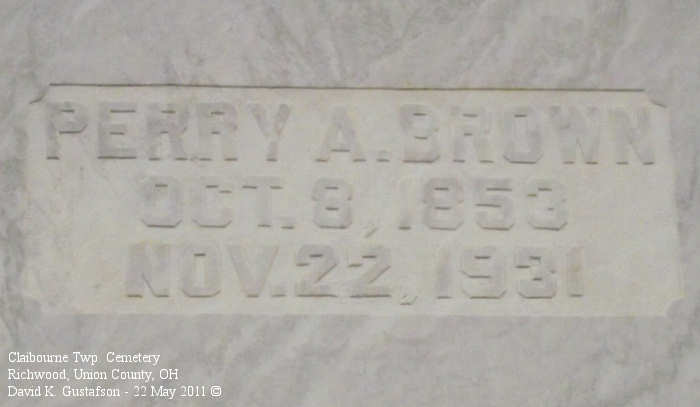 PERRY A. BROWN
OCT. 8, 1853
NOV. 22, 1931
Claibourne Twp. Cemetery
Richwood, Union County, OH
David K. Gustafson - 22 May 2011 ©